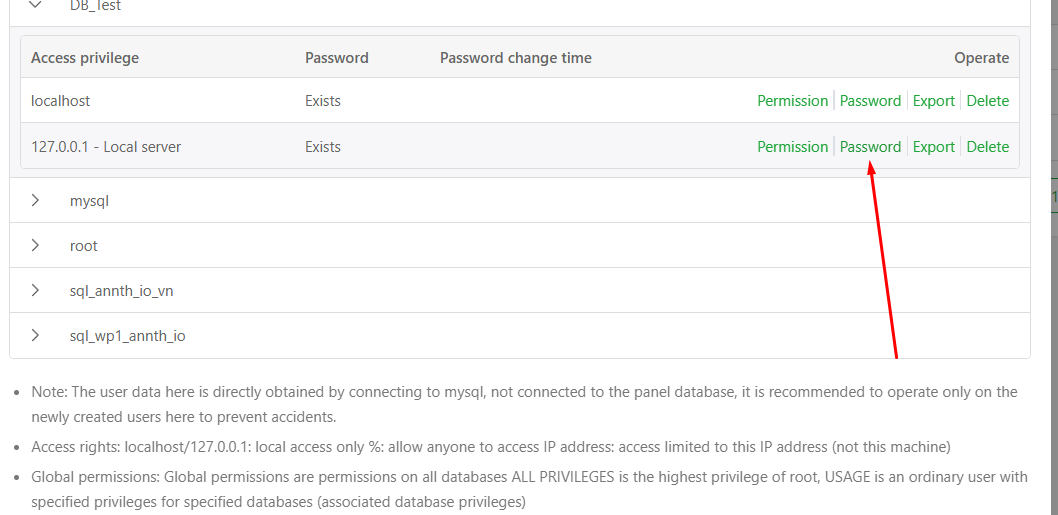 DB_Test
Access privilege Password Password change time Operate
localhost Exists Permission Password Export Delete
127.0.0.1 - Local server Exists Permission Password Export Delete
mysql
root
sql_annth_io_vn
sql_wp1_annth_io
Note: The user data here is directly obtained by connecting to mysql, not connected to the panel database, it is recommended to operate only on the
newly created users here to prevent accidents.
Access rights: localhost/127.0.0.1: local access only %: allow anyone to access IP address: access limited to this IP address (not this machine)
Global permissions: Global permissions are permissions on all databases ALL PRIVILEGES is the highest privilege of root, USAGE is an ordinary user with
specified privileges for specified databases (associated database privileges)